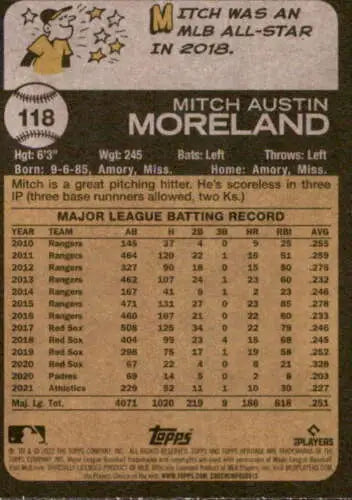 MITCH WAS AN
MLB ALL-STAR
IN 2018.
118
MITCH AUSTIN
MORELAND
Hgt: 6'3" Wgt: 245 Bats: Left Throws: Left
Born: 9-6-85, Amory, Miss. Home: Amory, Miss.
Mitch is a great pitching hitter. He's scoreless in three
IP (three base runnners allowed, two Ks.)
MAJOR LEAGUE BATTING RECORD
YEAR TEAM AB H 2B 3B HR RBI AVG.
2010 Rangers 145 37 4 0 9 25 .255
2011 Rangers 464 120 22 1 16 51 .259
2012 Rangers 327 90 18 0 15 50 .275
2013 Rangers 462 107 24 1 23 60 .232
2014 Rangers 167 41 9 1 2 23 .246
2015 Rangers 471 131 27 0 23 85 .278
2016 Rangers 460 107 21 0 22 60 .233
2017 Red Sox 508 125 34 0 22 79 .246
2018 Red Sox 404 99 23 4 15 68 .245
2019 Red Sox 298 75 17 1 19 58 .252
2020 Red Sox 67 22 4 0 8 21 .328
2020 Padres 69 14 5 0 2 8 .203
2021 Athletics 229 52 11 1 10 30 .227
Maj. Lg. Tot. 4071 1020 219 9 186 618 .251
Topps
PLAYERS